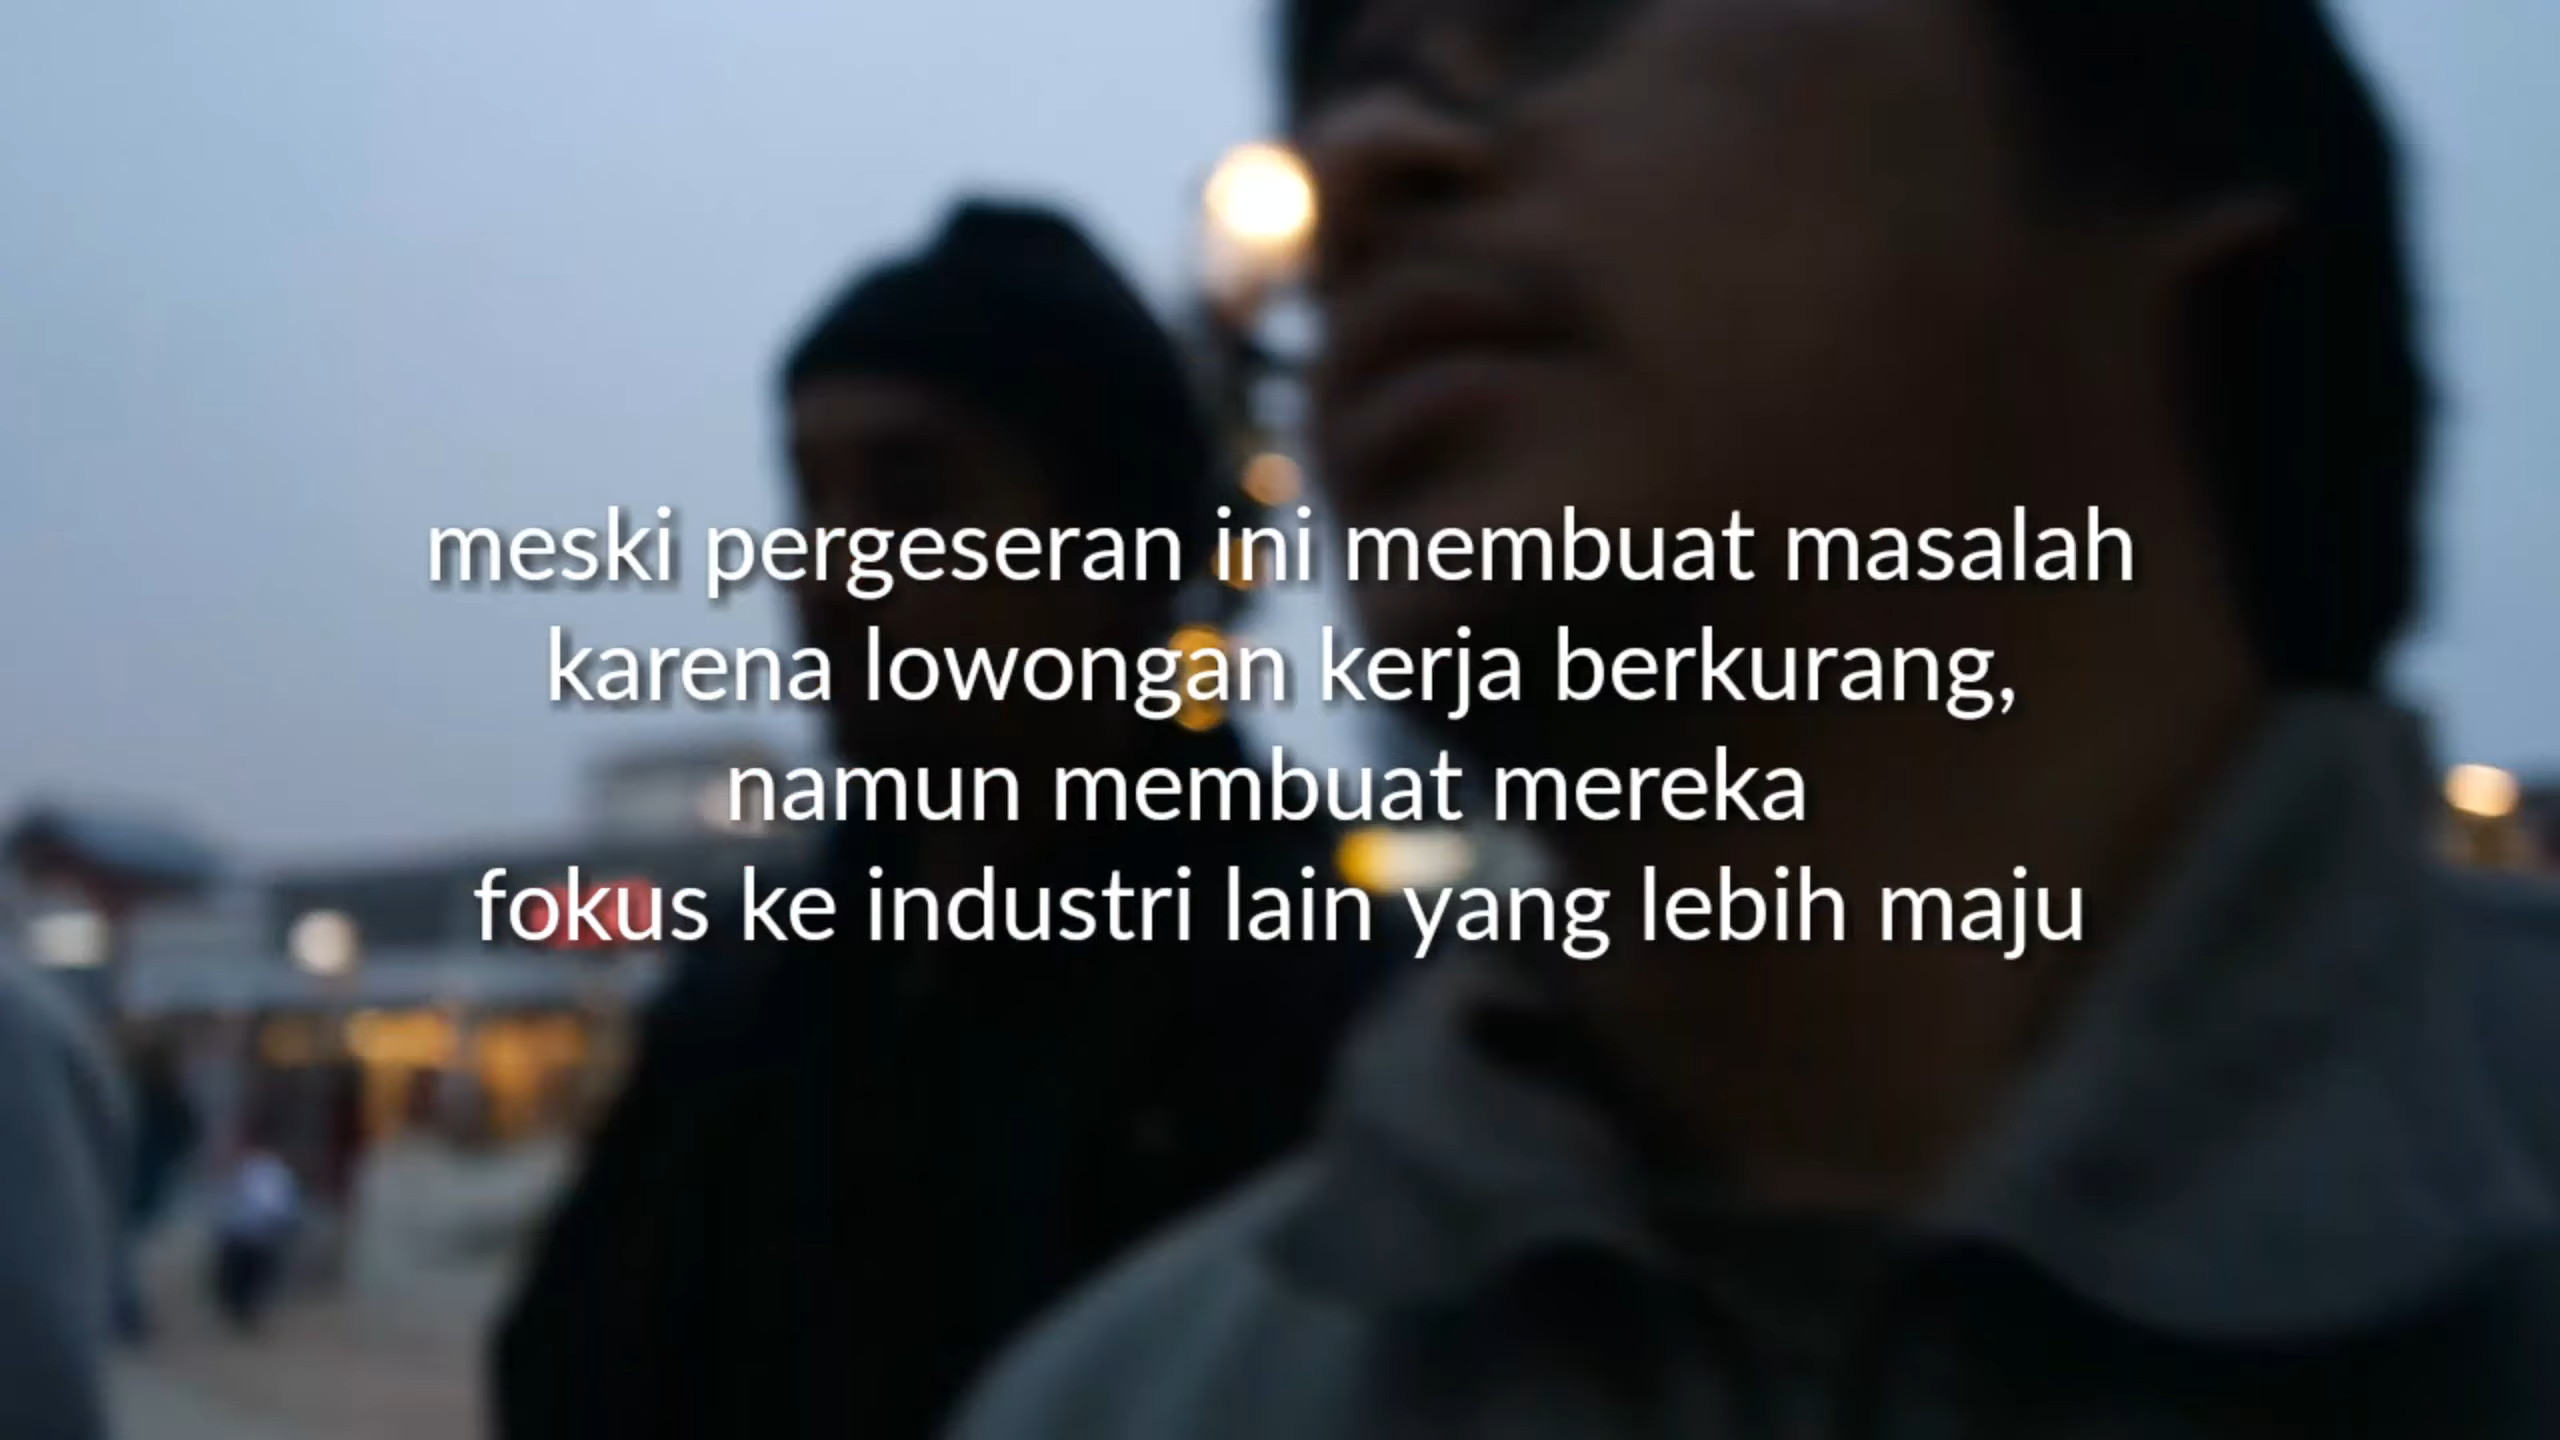 meski pergeseran ini membuat masalah
karena lowongan kerja berkurang,
namun membuat mereka
fokus ke industri lain yang lebih maju